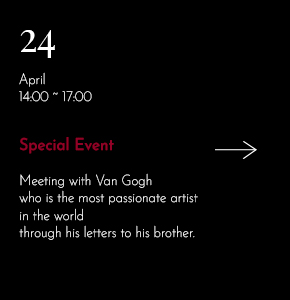 24
April
14:00 ~ 17:00
Special Event
Meeting with Van Gogh
who is the most passionate artist
in the world
through his letters to his brother.